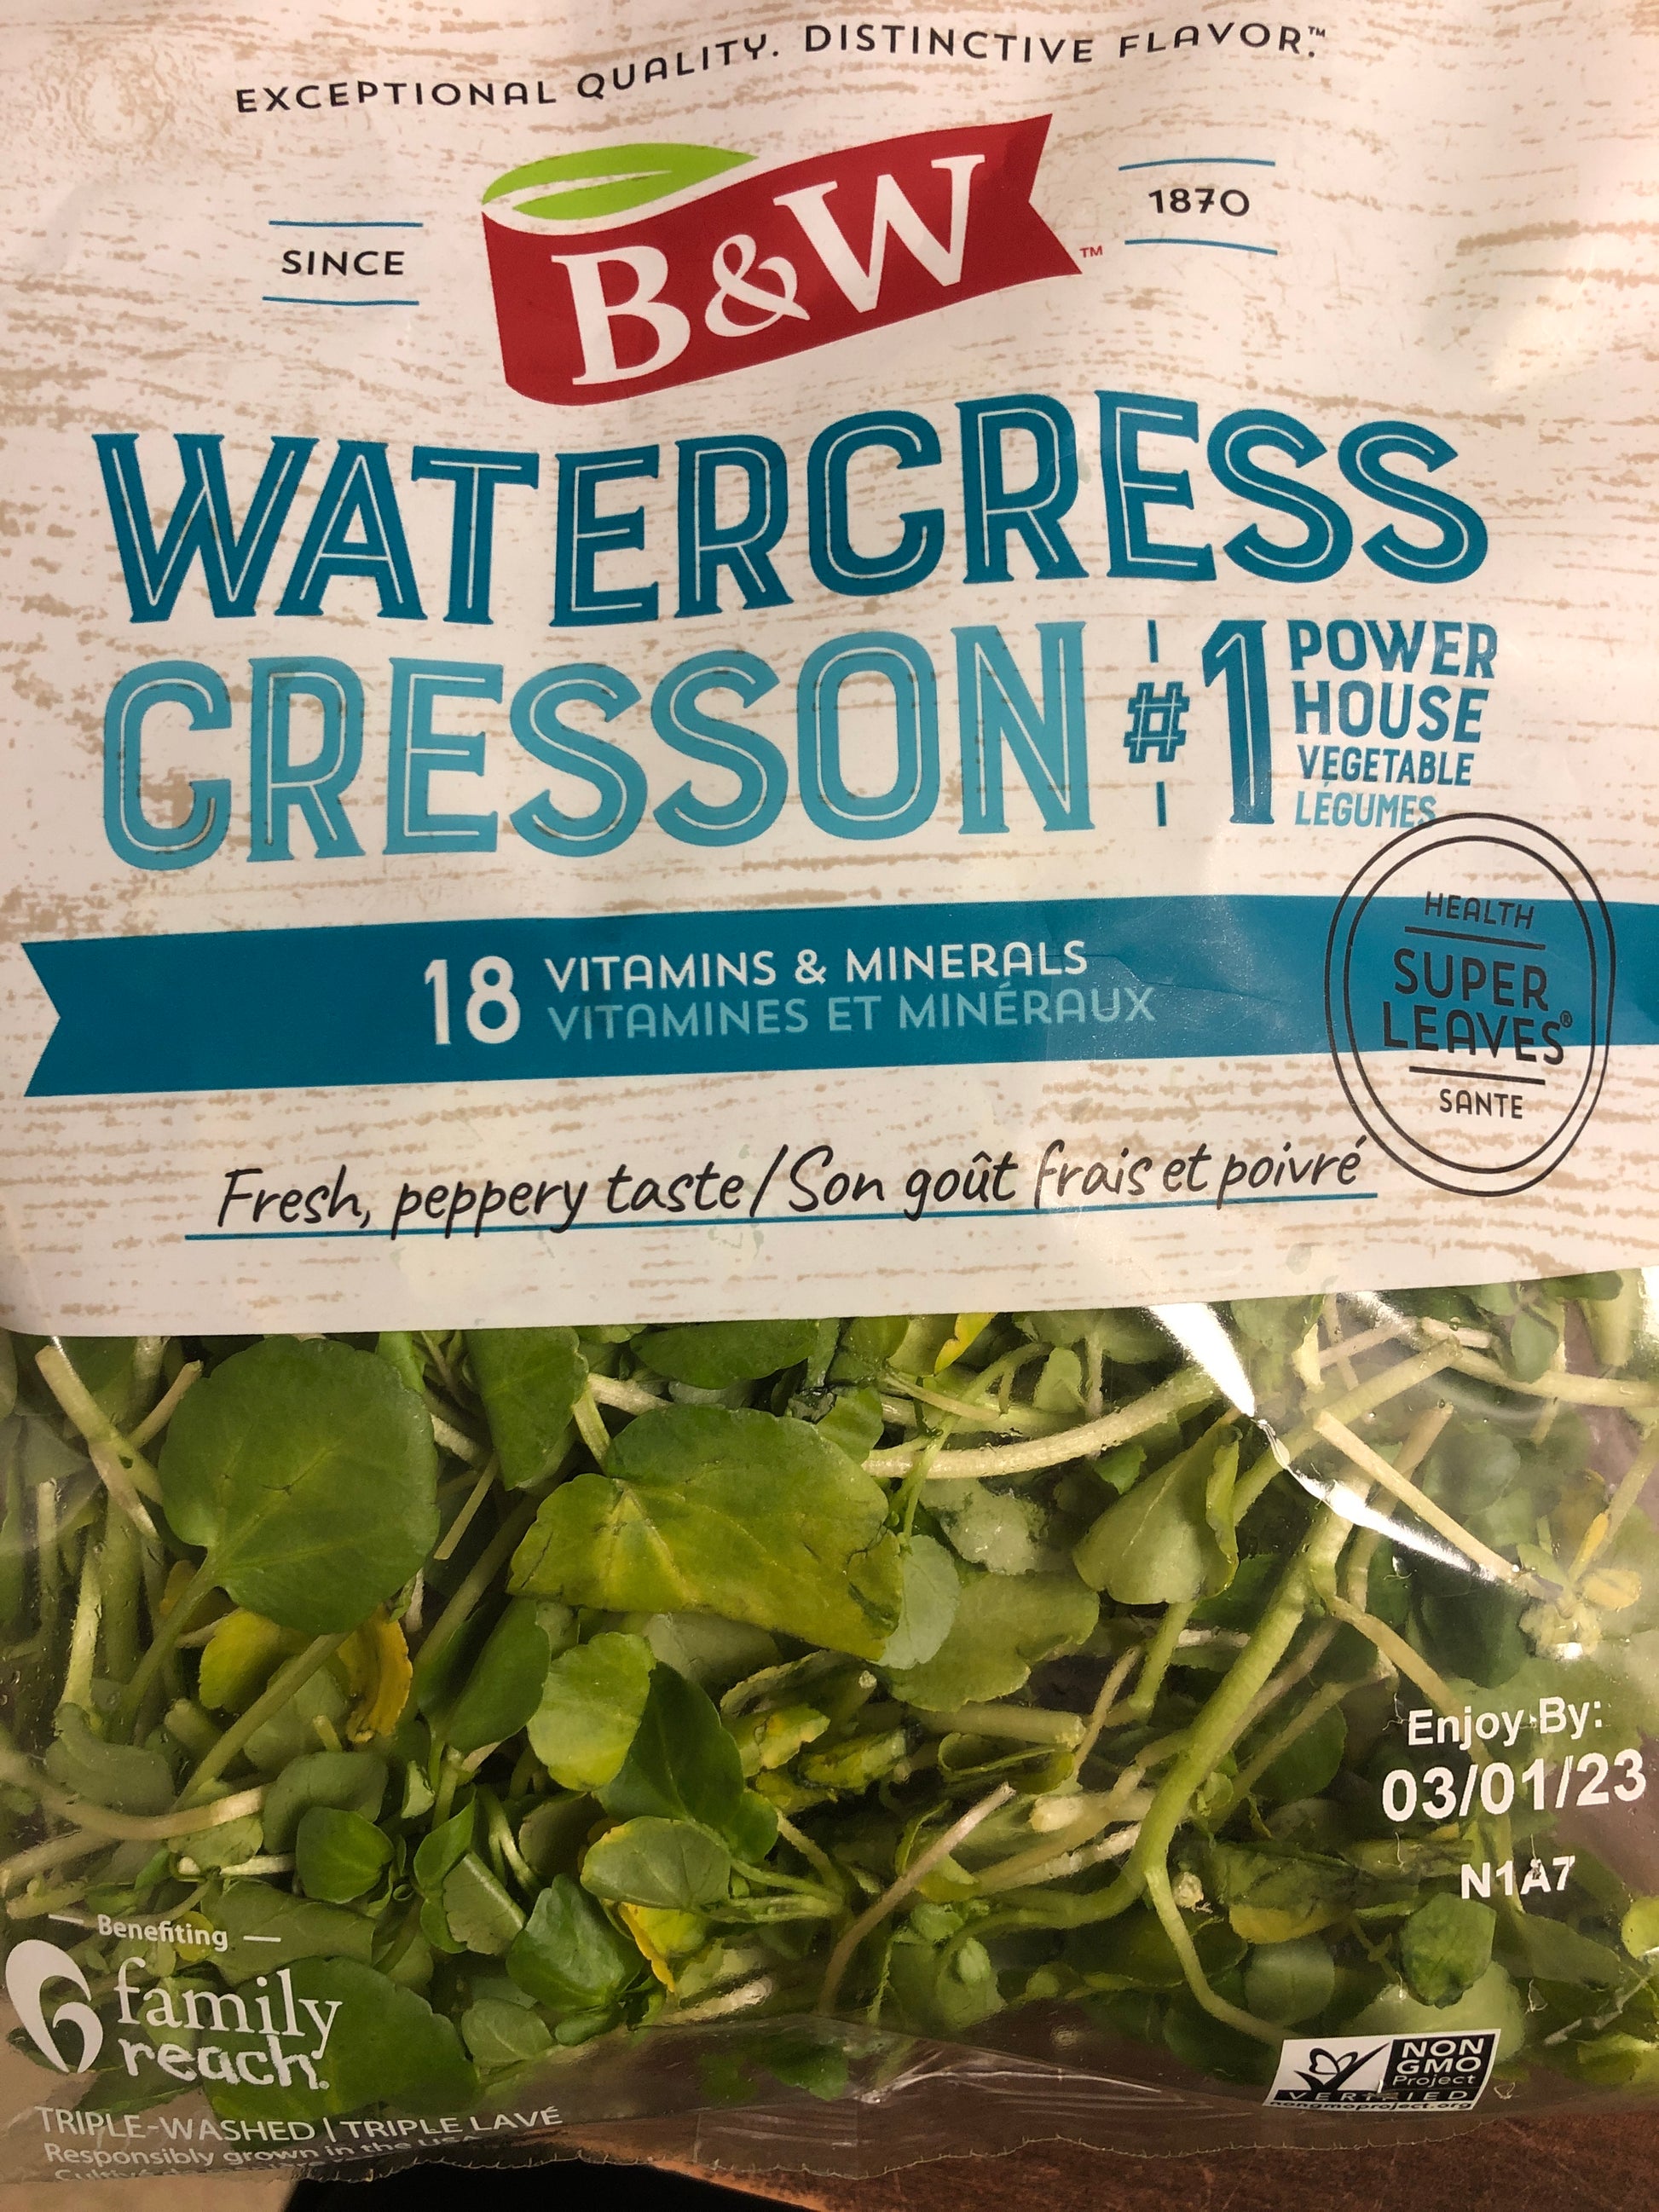 EXCEPTIONAL QUALITY. DISTINCTIVE FLAVOR.™
SINCE
B&W™
1870
WATERCRESS
CRESSON
#1
POWER
HOUSE
VEGETABLE
LÉGUMES
18
VITAMINS & MINERALS
VITAMINES ET MINÉRAUX
HEALTH
SUPER
LEAVES®
SANTE
Fresh, peppery taste/Son goût frais et poivré
Enjoy By:
03/01/23
N1A7
Benefiting
family
reach.
NON
GMO
Project
VERIFIED
nongmoproject.org
TRIPLE-WASHED | TRIPLE LAVÉ
Responsibly grown in the USA